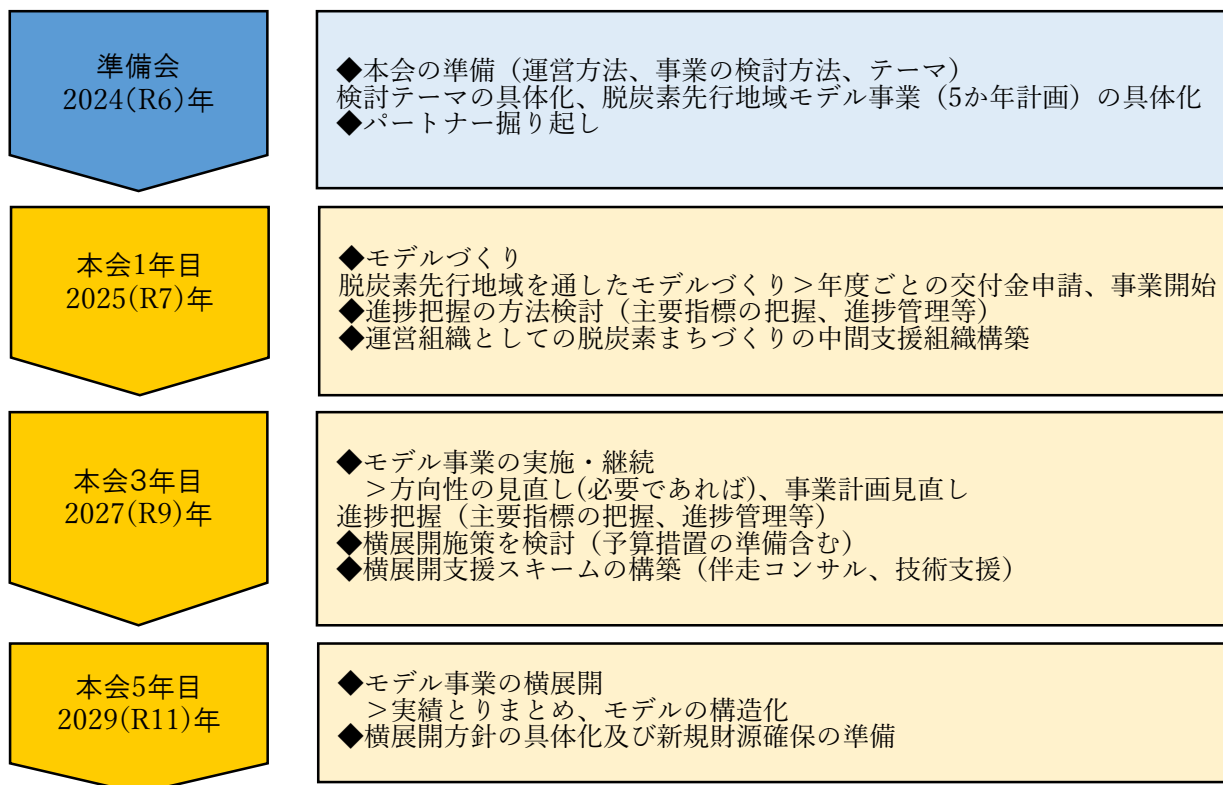 準備会
2024(R6)年
◆本会の準備（運営方法、事業の検討方法、テーマ）
検討テーマの具体化、脱炭素先行地域モデル事業（5か年計画）の具体化
◆パートナー掘り起し
本会1年目
2025(R7)年
◆モデルづくり
脱炭素先行地域を通したモデルづくり＞年度ごとの交付金申請、事業開始
◆進捗把握の方法検討（主要指標の把握、進捗管理等）
◆運営組織としての脱炭素まちづくりの中間支援組織構築
本会3年目
2027(R9)年
◆モデル事業の実施・継続
＞方向性の見直し(必要であれば)、事業計画見直し
進捗把握（主要指標の把握、進捗管理等）
◆横展開施策を検討（予算措置の準備含む）
◆横展開支援スキームの構築（伴走コンサル、技術支援）
本会5年目
2029(R11)年
◆モデル事業の横展開
＞実績とりまとめ、モデルの構造化
◆横展開方針の具体化及び新規財源確保の準備